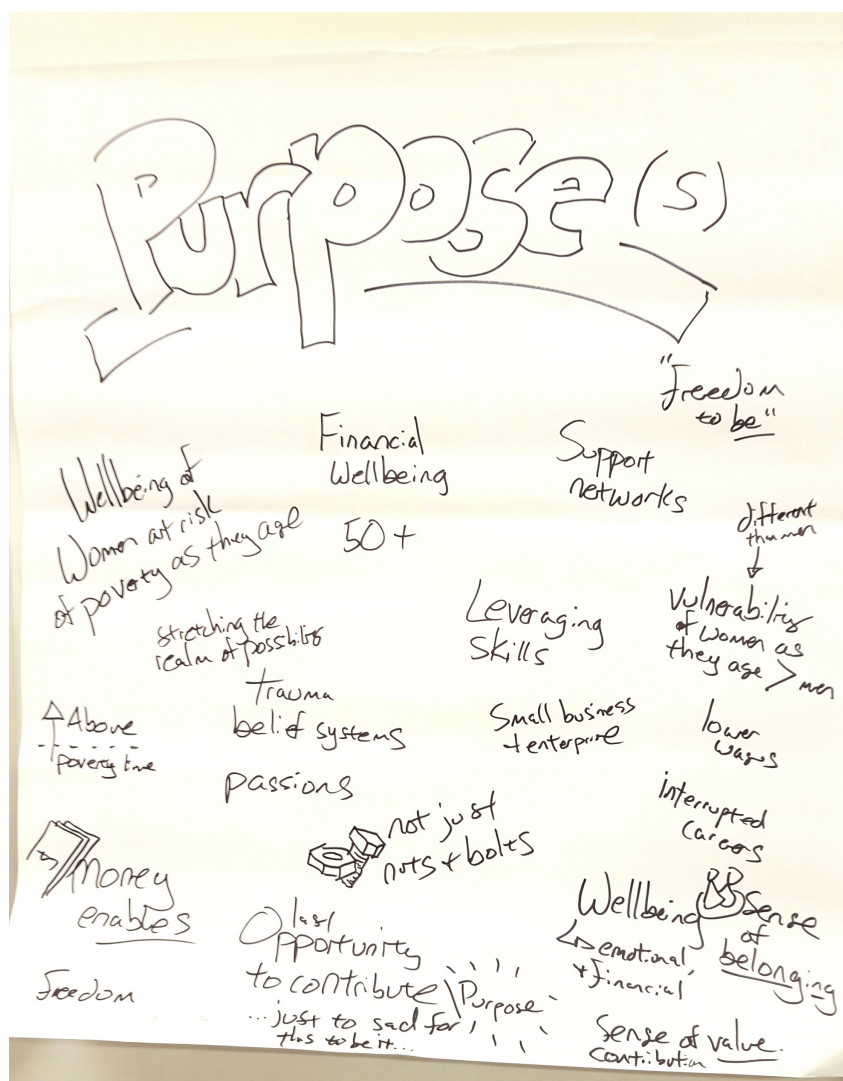 Purpose(s)
"Freedom
to be"
Financial
Wellbeing
50+
Support
networks
Wellbeing of
Women at risk
of poverty as they age
different
than men
Vulnerability
of women as
they age > men
stretching the
realm of possibility
Leveraging
Skills
trauma
belief systems
passions
Small business
+ enterprise
lower
wages
Above
poverty line
interrupted
careers
not just
nuts + bolts
$
money
enables
Freedom
last
Opportunity
to contribute
... just to sad for
this to be it...
Purpose
Wellbeing
emotional
+ financial
Sense
of
belonging
Sense of value.
contribution